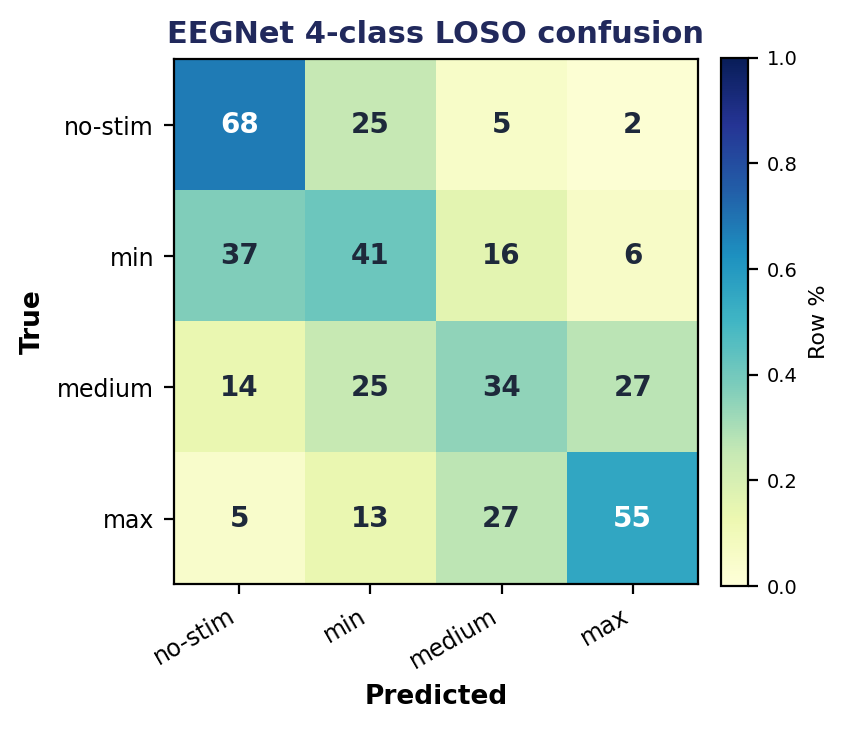 EEGNet 4-class LOSO confusion
no-stim 68 25 5 2
min 37 41 16 6
medium 14 25 34 27
max 5 13 27 55
no-stim min medium max
Predicted
True
1.0
0.8
0.6
0.4
0.2
0.0
Row %